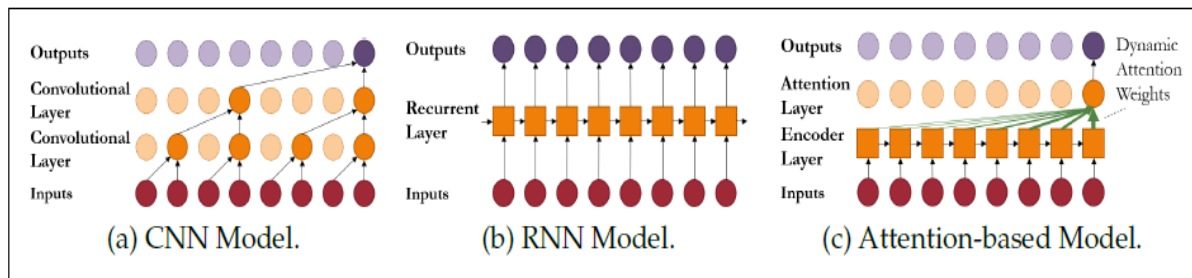 Outputs
Convolutional
Layer
Convolutional
Layer
Inputs
(a) CNN Model.
Outputs
Recurrent
Layer
Inputs
(b) RNN Model.
Outputs
Attention
Layer
Encoder
Layer
Inputs
Dynamic
Attention
Weights
(c) Attention-based Model.